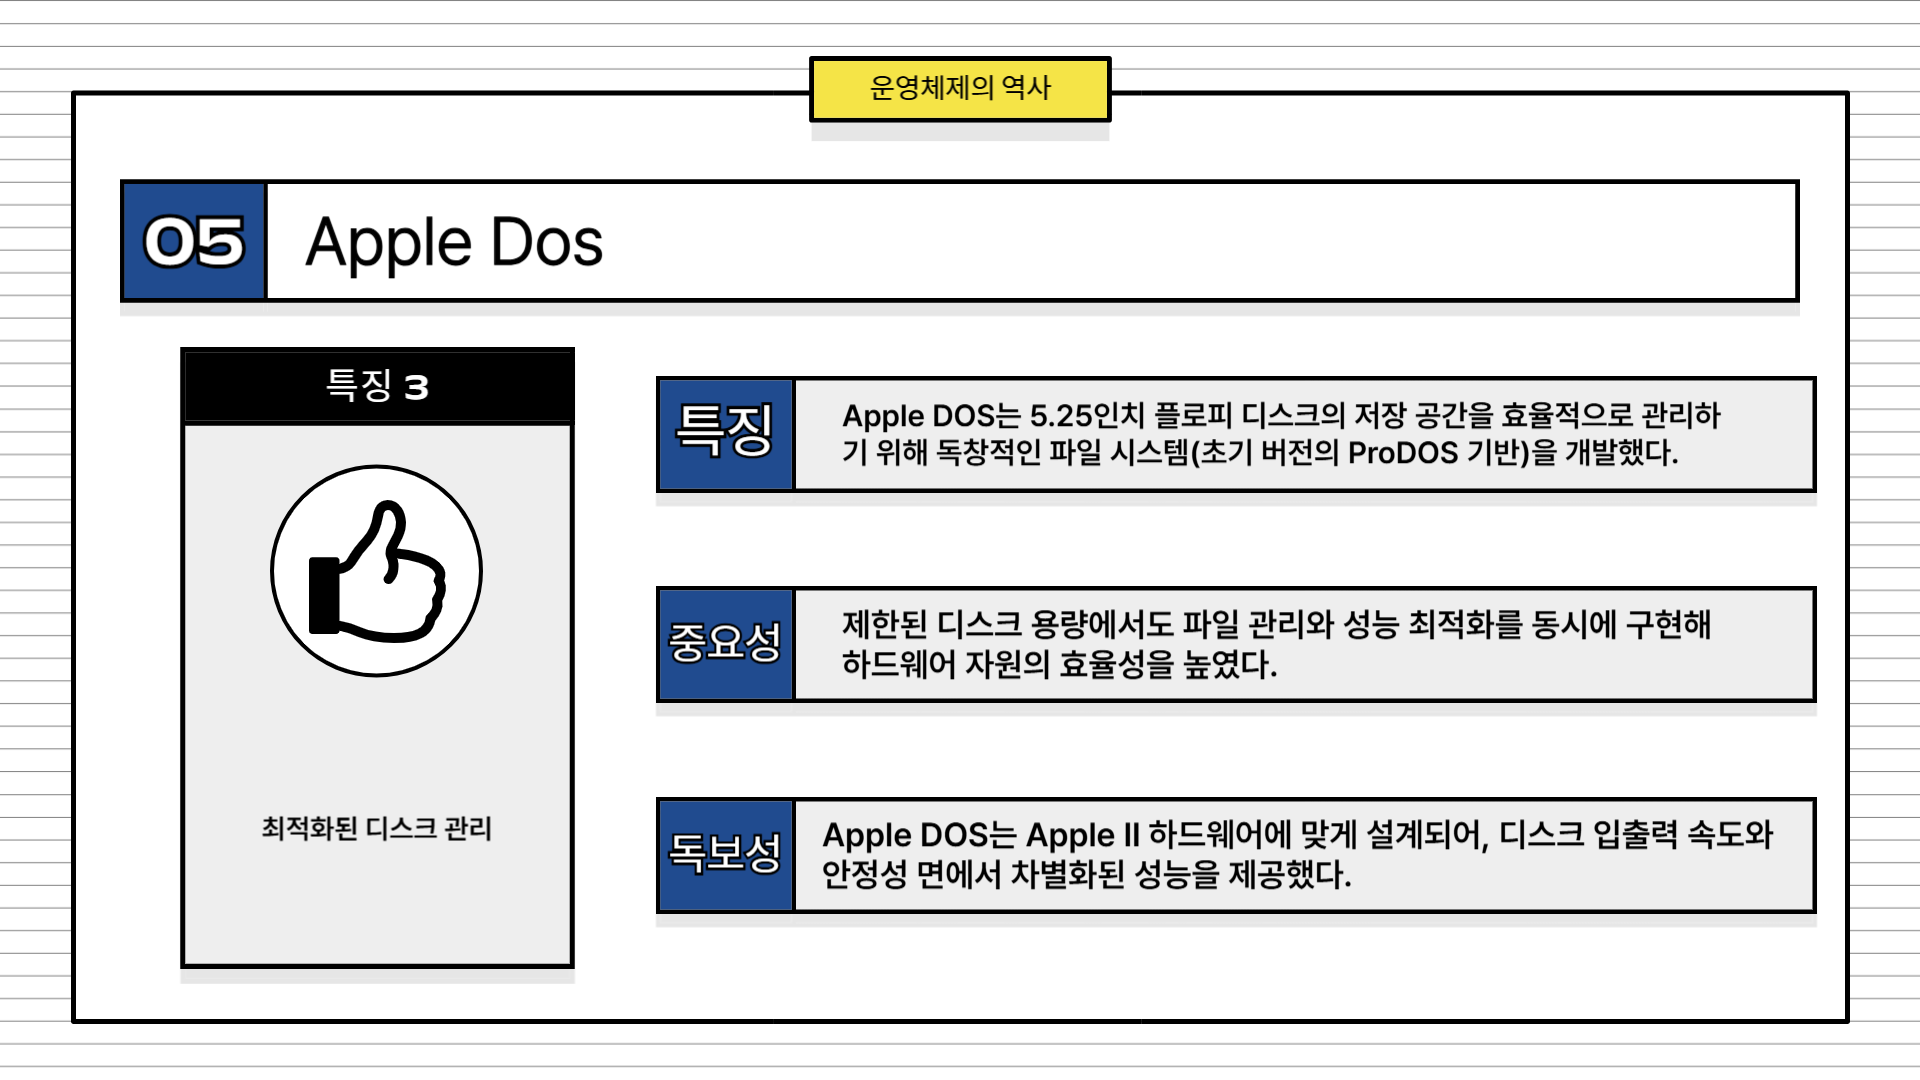 운영체제의 역사
05
Apple Dos
특징 3
최적화된 디스크 관리
특징
Apple DOS는 5.25인치 플로피 디스크의 저장 공간을 효율적으로 관리하
기 위해 독창적인 파일 시스템(초기 버전의 ProDOS 기반)을 개발했다.
중요성
제한된 디스크 용량에서도 파일 관리와 성능 최적화를 동시에 구현해
하드웨어 자원의 효율성을 높였다.
독보성
Apple DOS는 Apple II 하드웨어에 맞게 설계되어, 디스크 입출력 속도와
안정성 면에서 차별화된 성능을 제공했다.